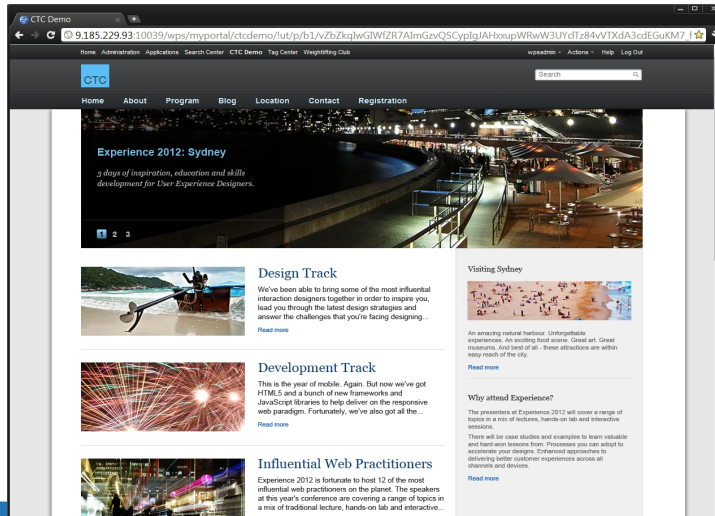 CTC Demo
9.185.229.93:10039/wps/myportal/ctcdemo/!ut/p/b1/
Home Administration Applications Search Center CTC Demo Tag Center Weightlifting Club
wpsadmin Actions Help Log Out
CTC
Search
Home About Program Blog Location Contact Registration
Experience 2012: Sydney
3 days of inspiration, education and skills
development for User Experience Designers.
1 2 3
Design Track
We've been able to bring some of the most influential
interaction designers together in order to inspire you,
lead you through the latest design strategies and
answer the challenges that you're facing designing...
Read more
Development Track
This is the year of mobile. Again. But now we've got
HTML5 and a bunch of new frameworks and
JavaScript libraries to help deliver on the responsive
web paradigm. Fortunately, we've also got all the...
Read more
Influential Web Practitioners
Experience 2012 is fortunate to host 12 of the most
influential web practitioners on the planet. The speakers
at this year's conference are covering a range of topics in
a mix of traditional lecture, hands-on lab and interactive...
Visiting Sydney
An amazing natural harbour. Unforgettable
experiences. An exciting food scene. Great art. Great
museums. And best of all - these attractions are within
easy reach of the city.
Read more
Why attend Experience?
The presenters at Experience 2012 will cover a range of
topics in a mix of lectures, hands-on lab and interactive
sessions.
There will be case studies and examples to learn valuable
and hard-won lessons from. Processes you can adopt to
accelerate your designs. Enhanced approaches to
delivering better customer experiences across all
channels and devices.
Read more